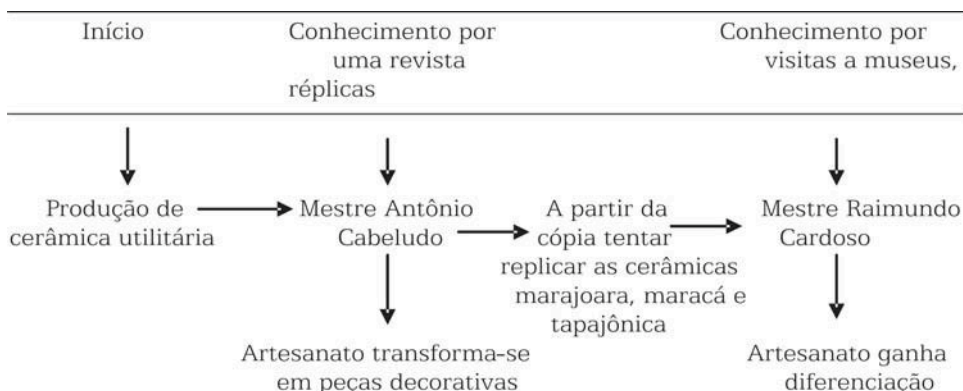 Início
Conhecimento por
uma revista
réplicas
Conhecimento por
visitas a museus,
Produção de
cerâmica utilitária
Mestre Antônio
Cabeludo
A partir da
cópia tentar
replicar as cerâmicas
marajoara, maracá e
tapajônica
Mestre Raimundo
Cardoso
Artesanato transforma-se
em peças decorativas
Artesanato ganha
diferenciação